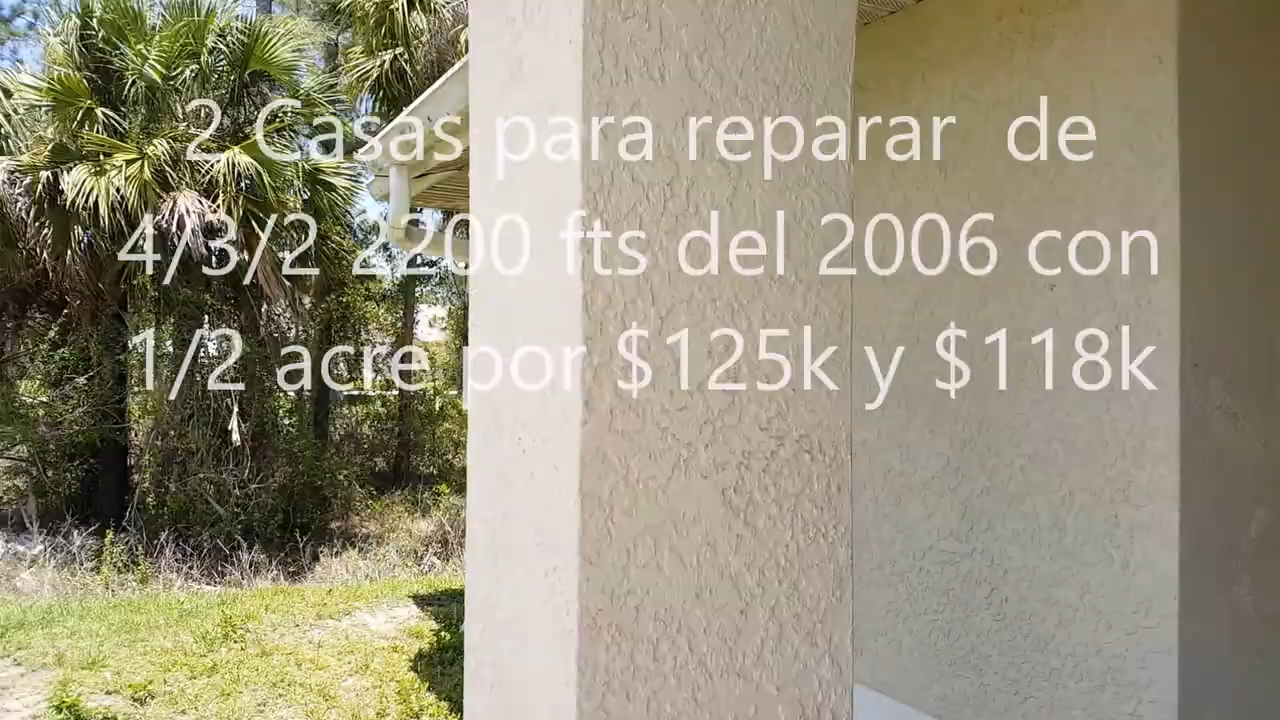 2 Casas para reparar de
4/3/2 2200 fts del 2006 con
1/2 acre por $125k y $118k